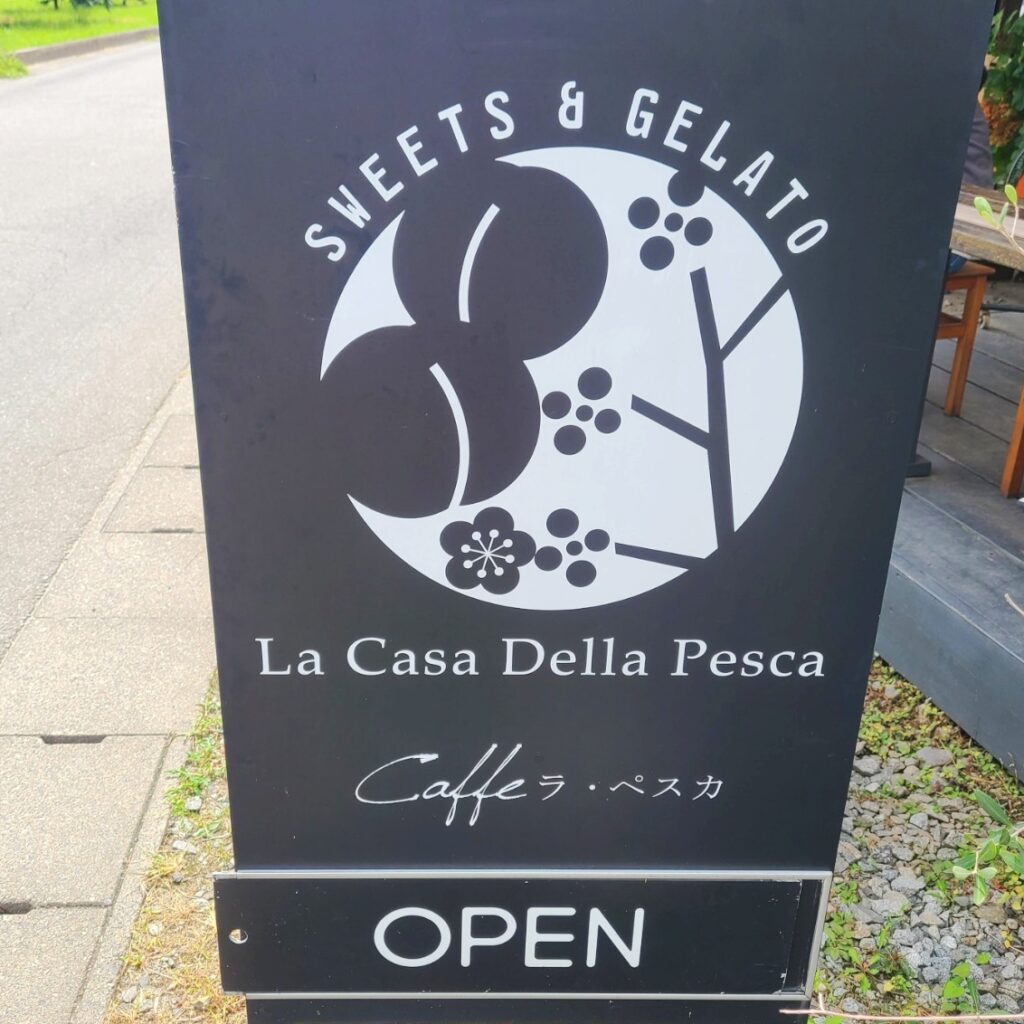 SWEETS & GELATO
La Casa Della Pesca
Caffe ラ・ペスカ
OPEN